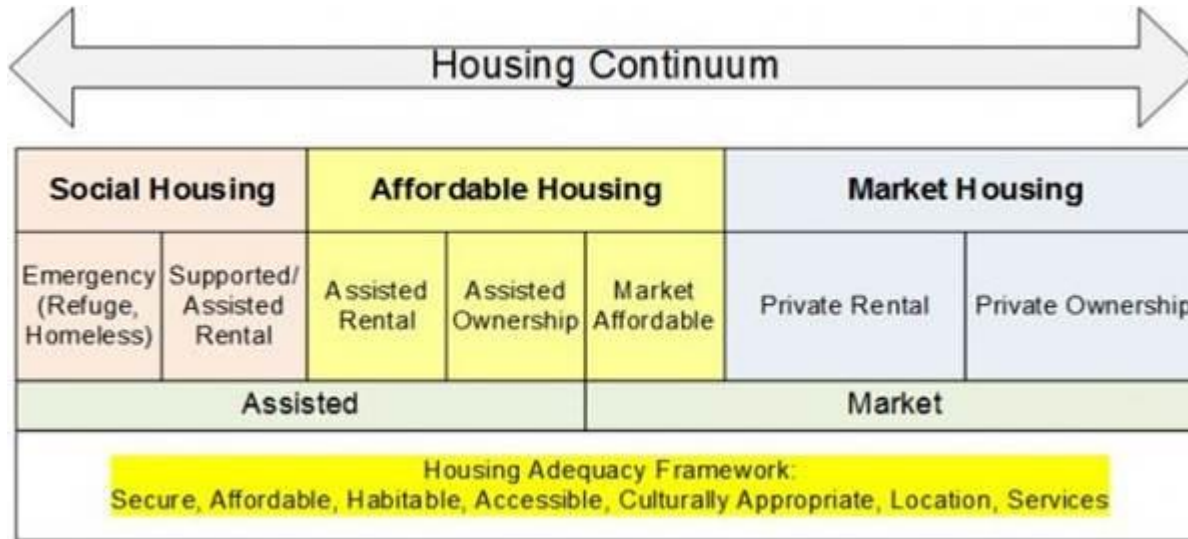 Housing Continuum
Social Housing
Affordable Housing
Market Housing
Emergency
(Refuge,
Homeless)
Supported/
Assisted
Rental
Assisted
Rental
Assisted
Ownership
Market
Affordable
Private Rental
Private Ownership
Assisted
Market
Housing Adequacy Framework:
Secure, Affordable, Habitable, Accessible, Culturally Appropriate, Location, Services